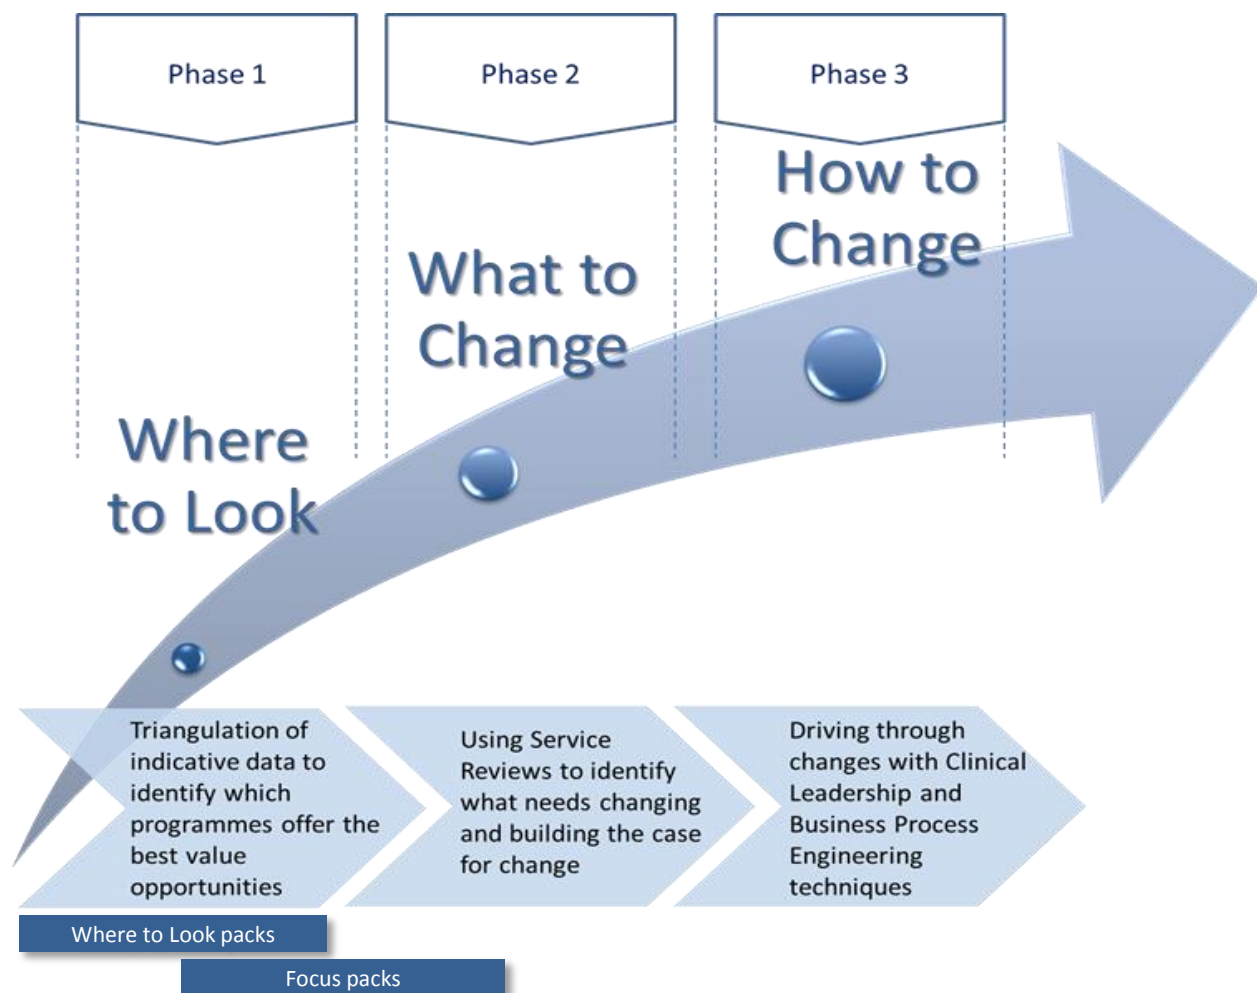 Phase 1
Phase 2
Phase 3
How to
Change
What to
Change
Where
to Look
Triangulation of
indicative data to
identify which
programmes offer the
best value
opportunities
Using Service
Reviews to identify
what needs changing
and building the case
for change
Driving through
changes with Clinical
Leadership and
Business Process
Engineering
techniques
Where to Look packs
Focus packs